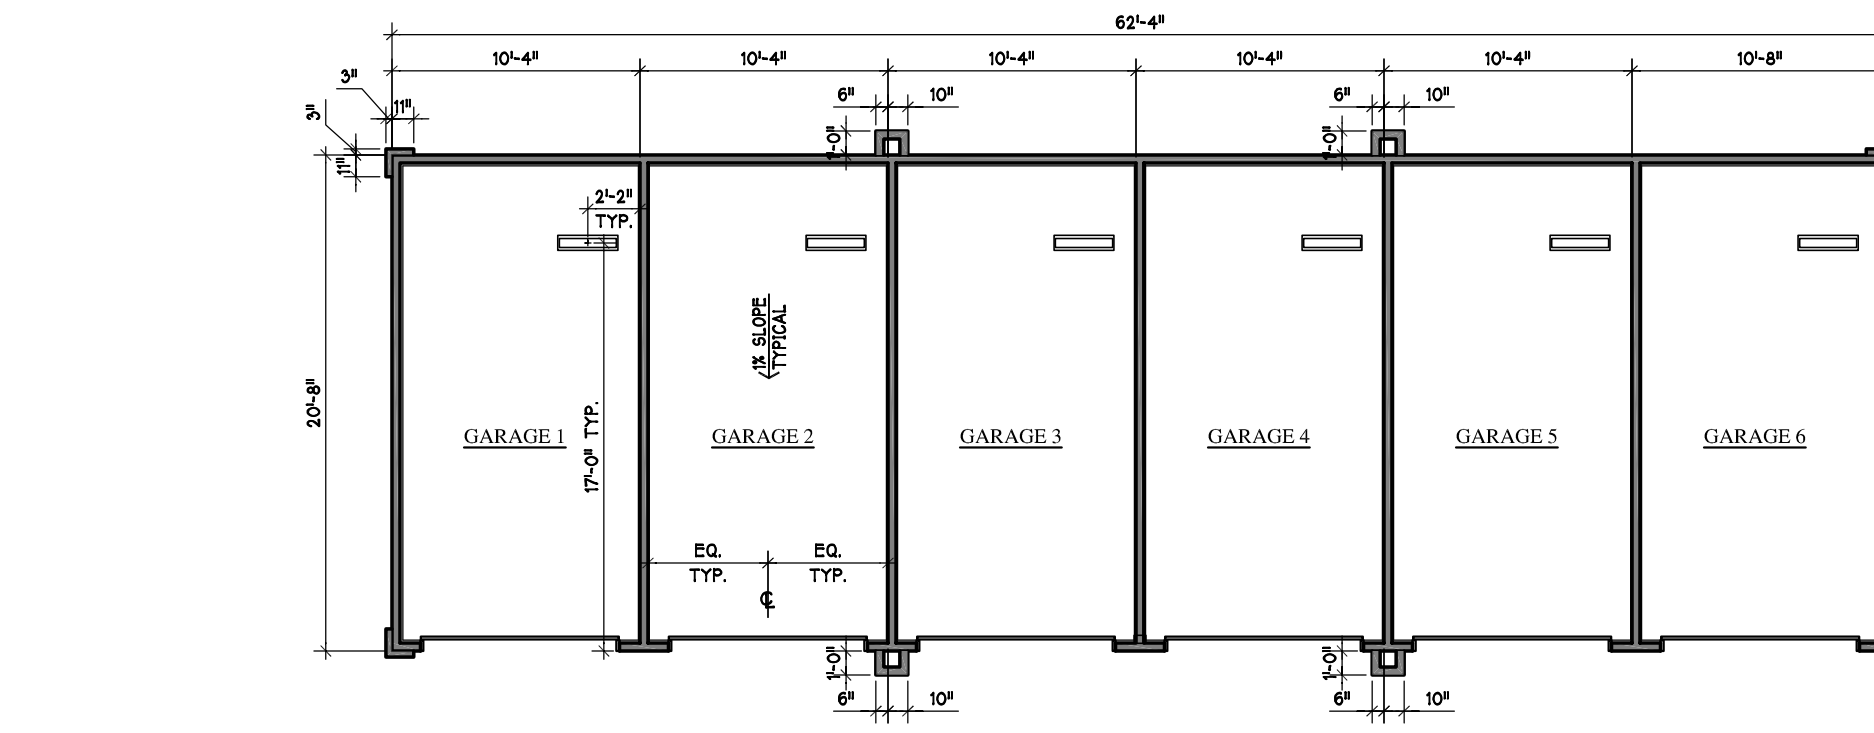 62'-4"
10'-4" 10'-4" 10'-4" 10'-4" 10'-4" 10'-8"
3"
6" 10" 6" 10"
11"
3"
1'-0" 1'-0"
11"
2'-2"
TYP.
1% SLOPE
TYPICAL
20'-8"
17'-0" TYP.
GARAGE 1 GARAGE 2 GARAGE 3 GARAGE 4 GARAGE 5 GARAGE 6
EQ. EQ.
TYP. TYP.
℄
1'-0" 1'-0"
6" 10" 6" 10"